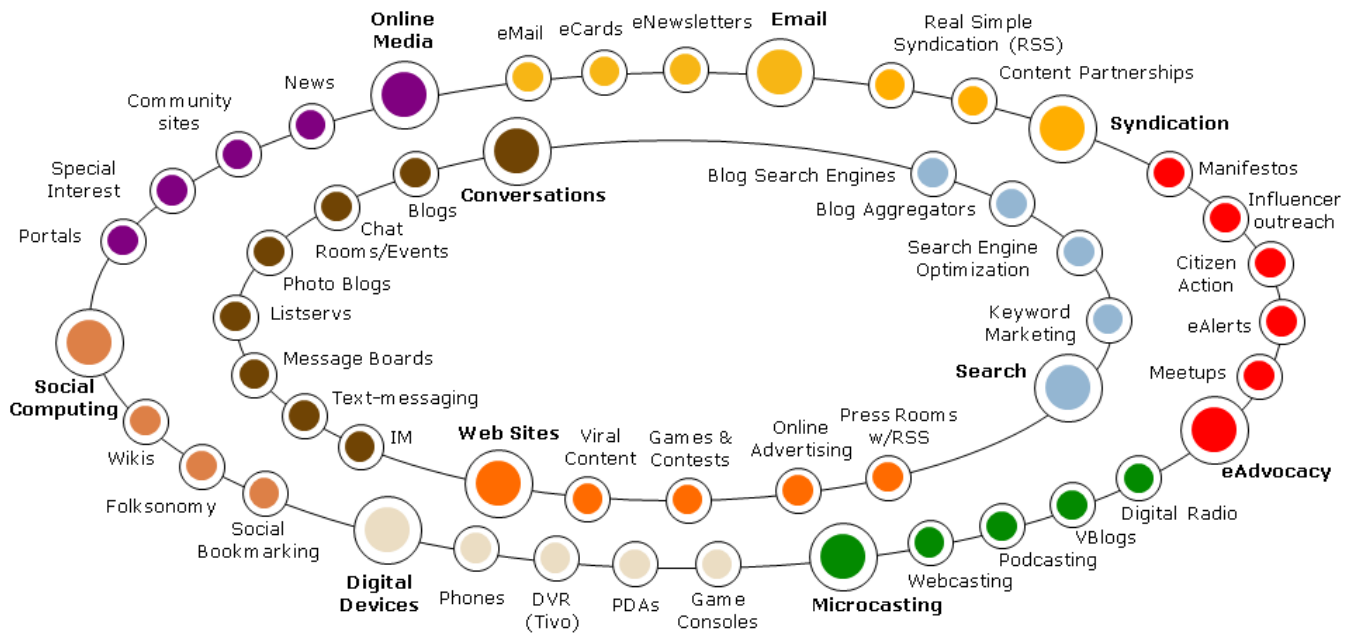 Online
Media
eMail
eCards
eNewsletters
Email
Real Simple
Syndication (RSS)
Content Partnerships
Syndication
News
Community
sites
Special
Interest
Portals
Conversations
Blogs
Chat
Rooms/Events
Photo Blogs
Listservs
Message Boards
Text-messaging
IM
Blog Search Engines
Blog Aggregators
Search Engine
Optimization
Keyword
Marketing
Search
Manifestos
Influencer
outreach
Citizen
Action
eAlerts
Meetups
eAdvocacy
Social
Computing
Wikis
Folksonomy
Social
Bookmarking
Web Sites
Viral
Content
Games &
Contests
Online
Advertising
Press Rooms
w/RSS
Digital
Devices
Phones
DVR
(Tivo)
PDAs
Game
Consoles
Microcasting
Webcasting
Podcasting
VBlogs
Digital Radio